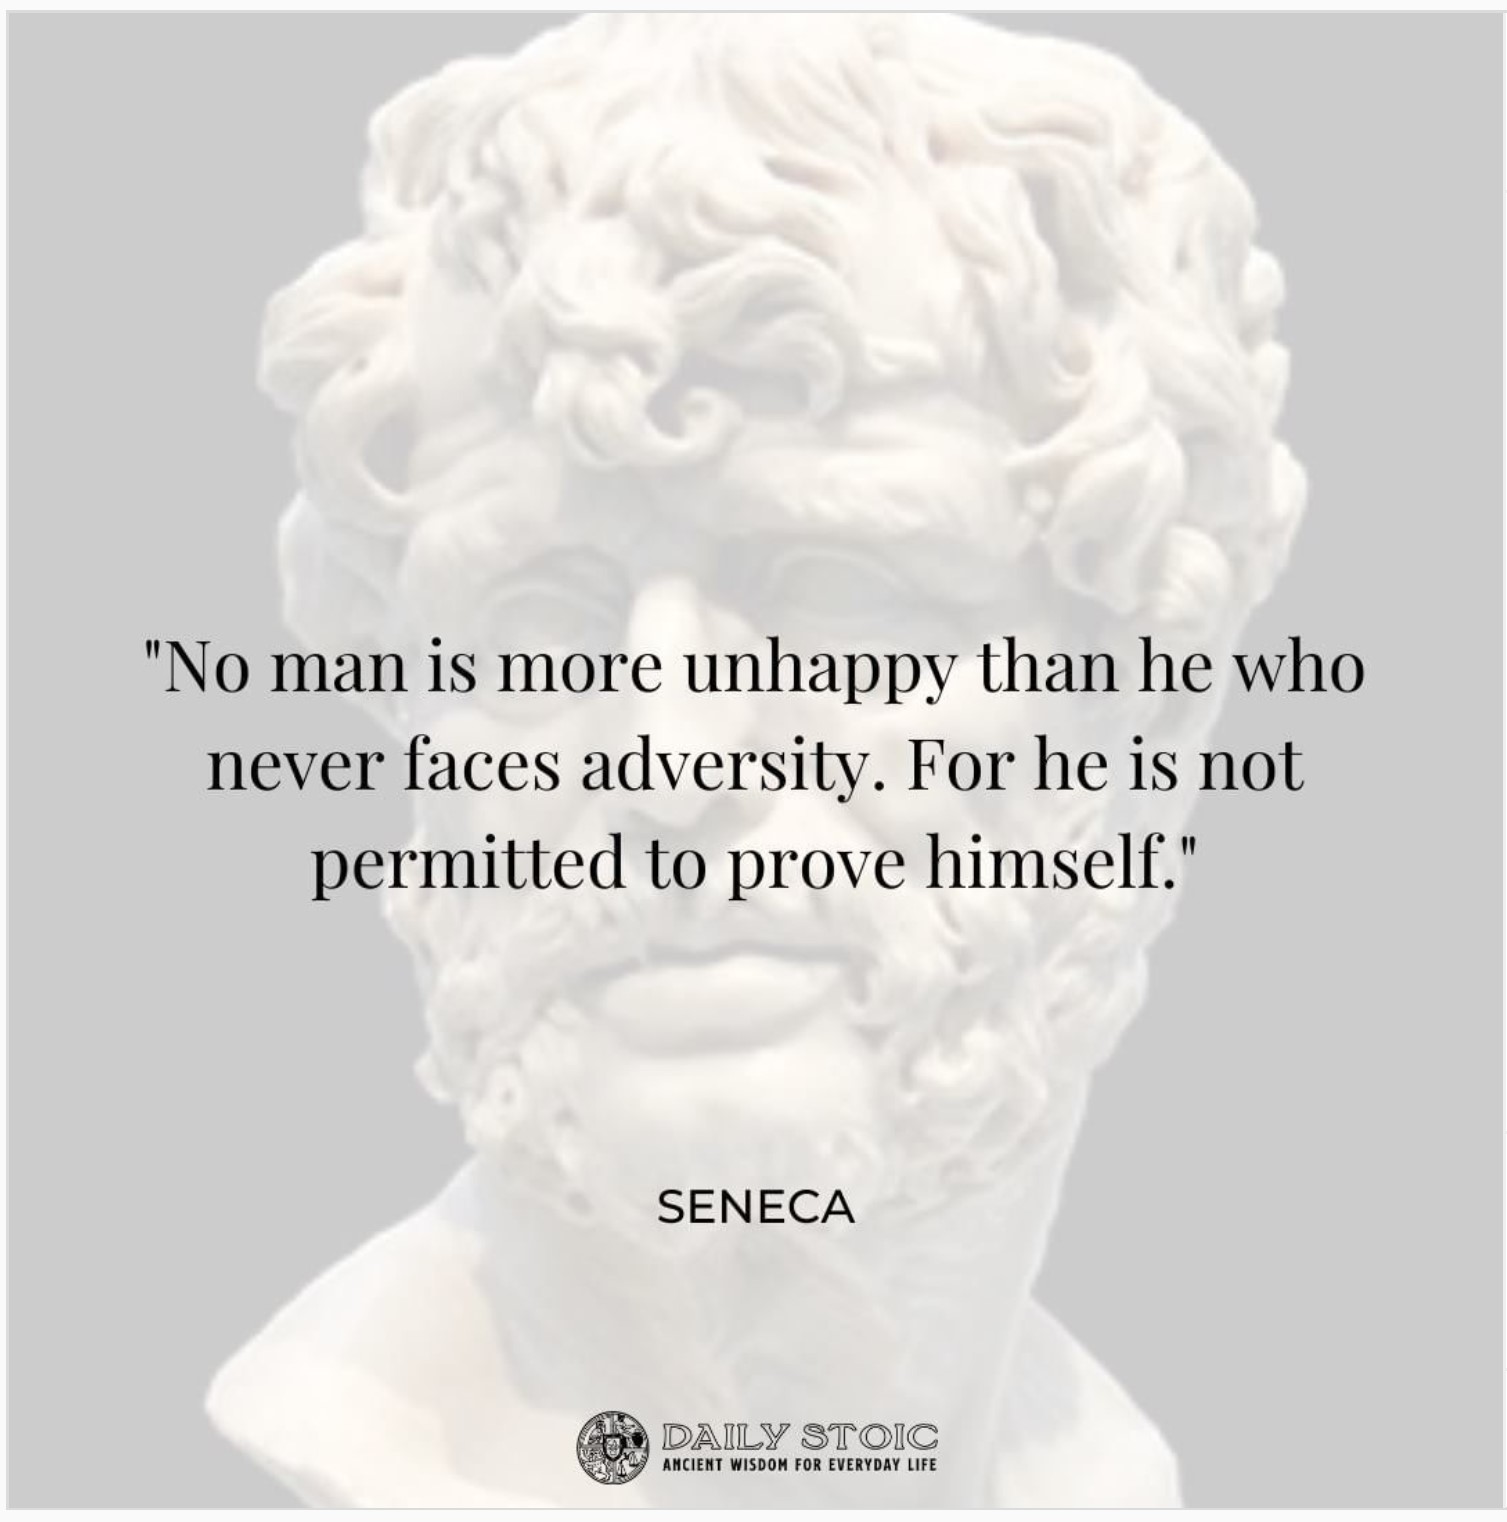 "No man is more unhappy than he who
never faces adversity. For he is not
permitted to prove himself."
SENECA
DAILY STOIC
ANCIENT WISDOM FOR EVERYDAY LIFE